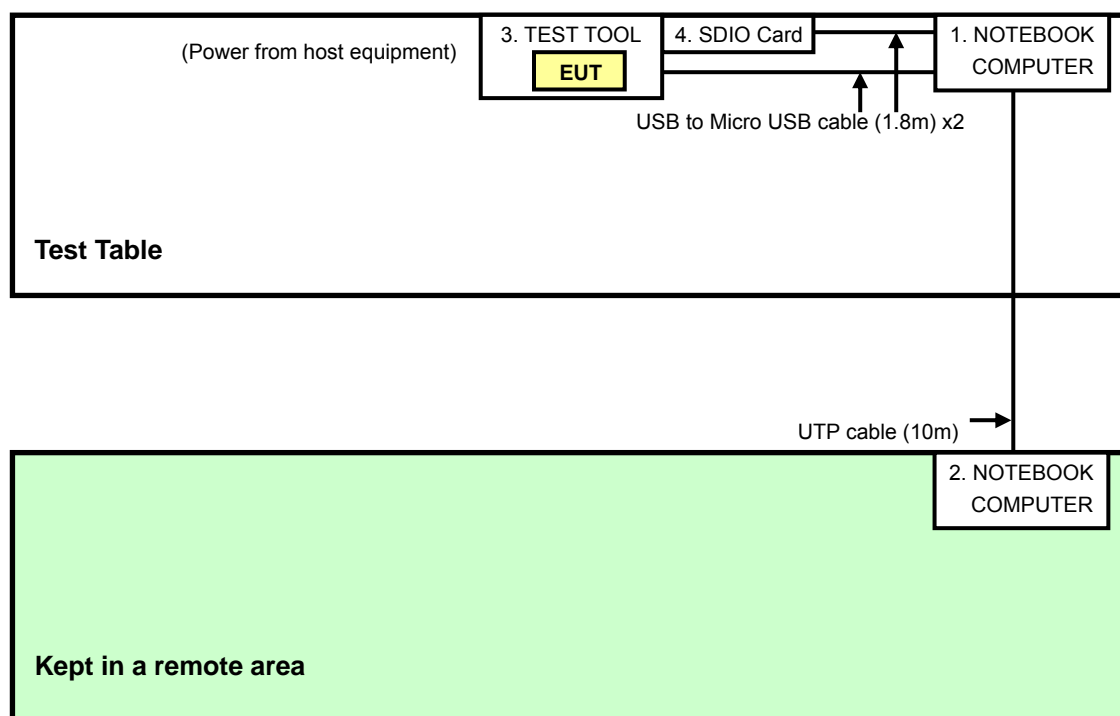 (Power from host equipment)
3. TEST TOOL
EUT
4. SDIO Card
1. NOTEBOOK
COMPUTER
USB to Micro USB cable (1.8m) x2
Test Table
UTP cable (10m)
2. NOTEBOOK
COMPUTER
Kept in a remote area